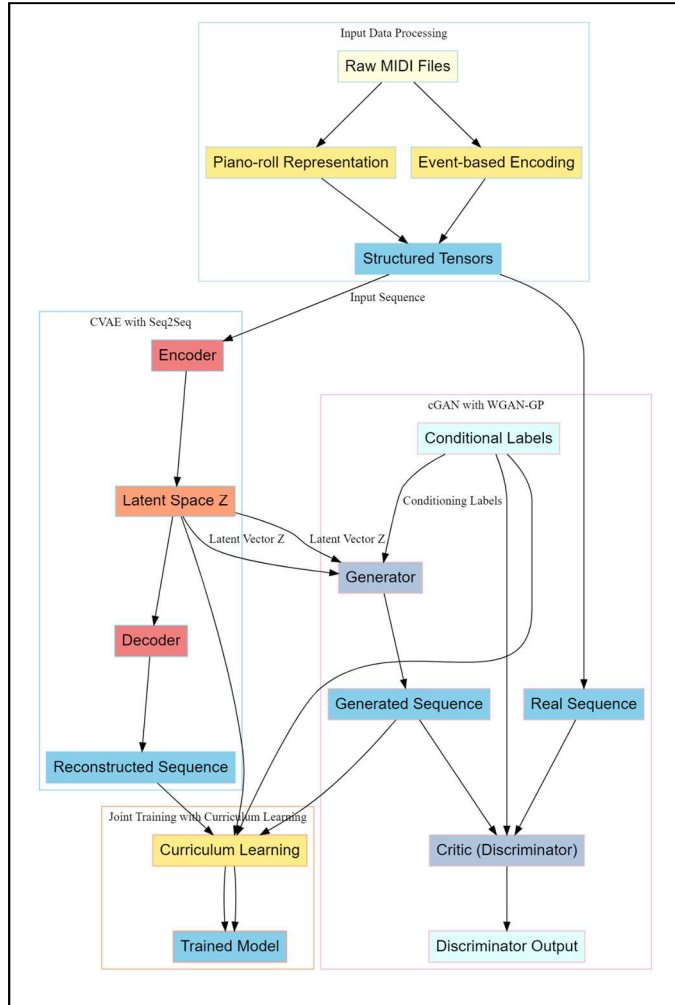 Input Data Processing
Raw MIDI Files
Piano-roll Representation
Event-based Encoding
Structured Tensors
Input Sequence
CVAE with Seq2Seq
Encoder
cGAN with WGAN-GP
Conditional Labels
Latent Space Z
Conditioning Labels
Latent Vector Z
Latent Vector Z
Generator
Decoder
Generated Sequence
Real Sequence
Reconstructed Sequence
Joint Training with Curriculum Learning
Curriculum Learning
Critic (Discriminator)
Trained Model
Discriminator Output